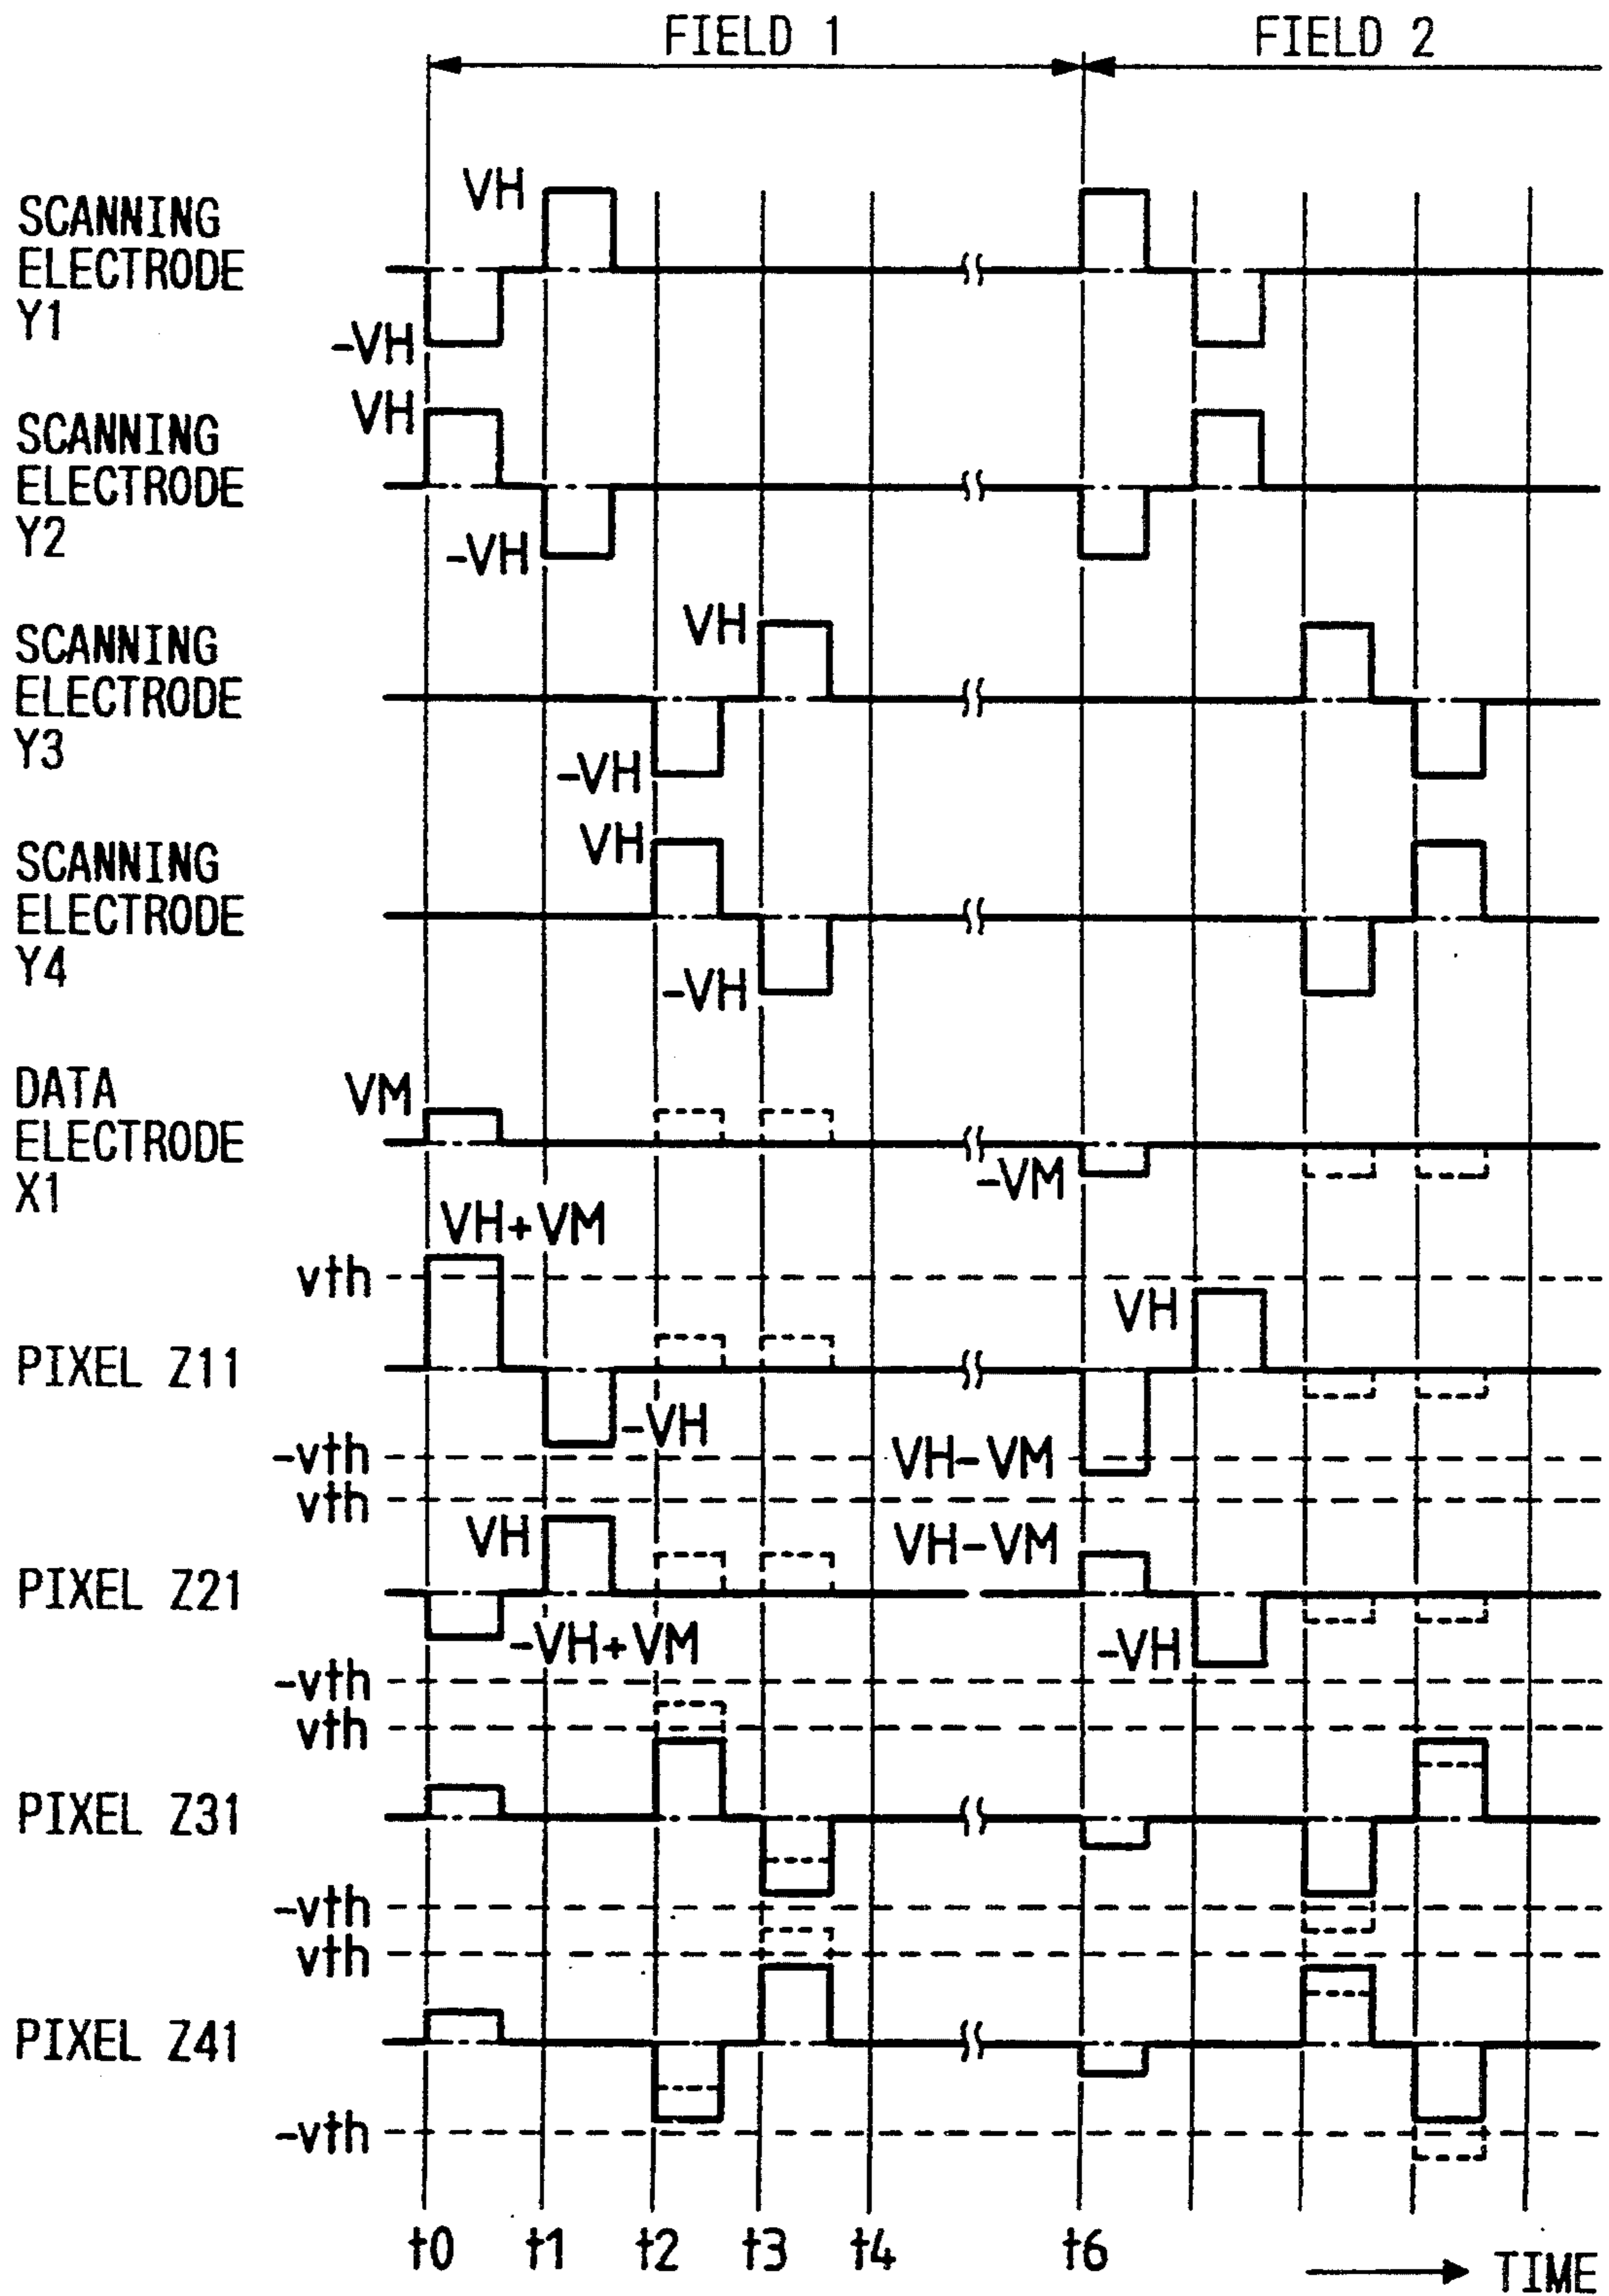 FIELD 1
FIELD 2
VH
SCANNING
ELECTRODE
Y1
-VH
VH
SCANNING
ELECTRODE
Y2
-VH
VH
SCANNING
ELECTRODE
Y3
-VH
VH
SCANNING
ELECTRODE
Y4
-VH
DATA
ELECTRODE
X1
VM
-VM
VH+VM
vth
VH
PIXEL Z11
-VH
-vth
VH-VM
vth
VH
VH-VM
PIXEL Z21
-VH+VM
-VH
-vth
vth
PIXEL Z31
-vth
vth
PIXEL Z41
-vth
t0 t1 t2 t3 t4 t6
TIME